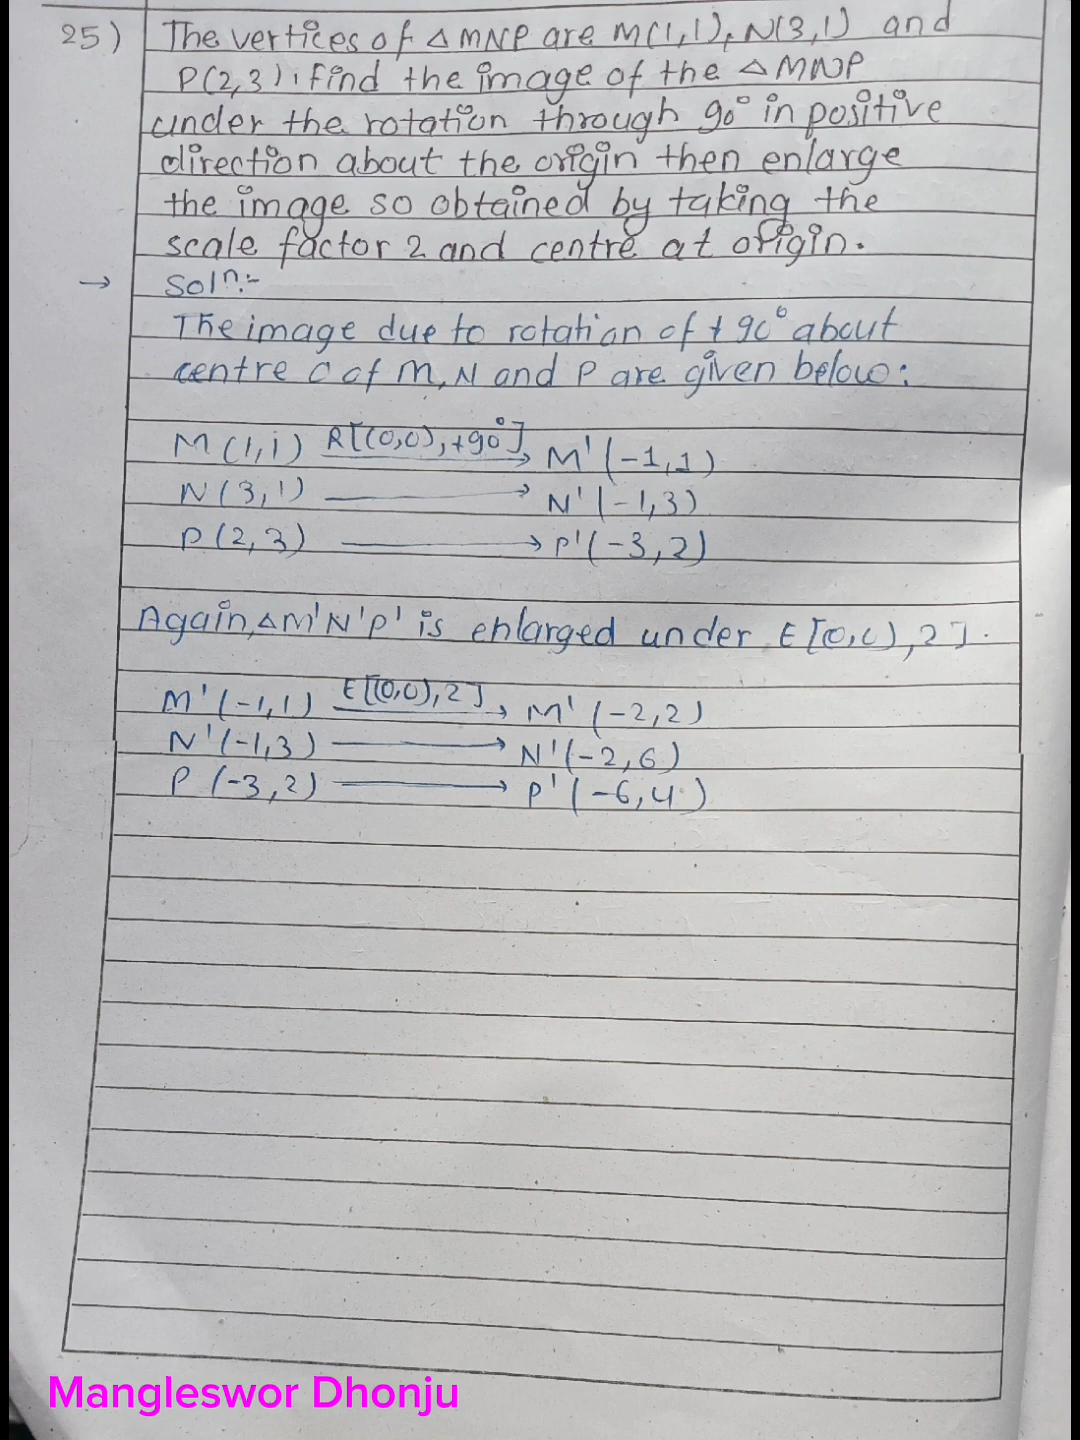 25) The vertices of △MNP are M(1,1), N(3,1) and
P(2,3). find the image of the △MNP
under the rotation through 90° in positive
direction about the origin then enlarge
the image so obtained by taking the
scale factor 2 and centre at origin.
→ Solⁿ:-
The image due to rotation of +90° about
centre O of M, N and P are given below:
M(1,1) R[(0,0),+90°] → M'(-1,1)
N(3,1) → N'(-1,3)
P(2,3) → P'(-3,2)
Again, △M'N'P' is enlarged under E[0,0),2].
M'(-1,1) E[(0,0),2] → M'(-2,2)
N'(-1,3) → N'(-2,6)
P(-3,2) → P'(-6,4)
Mangleswor Dhonju